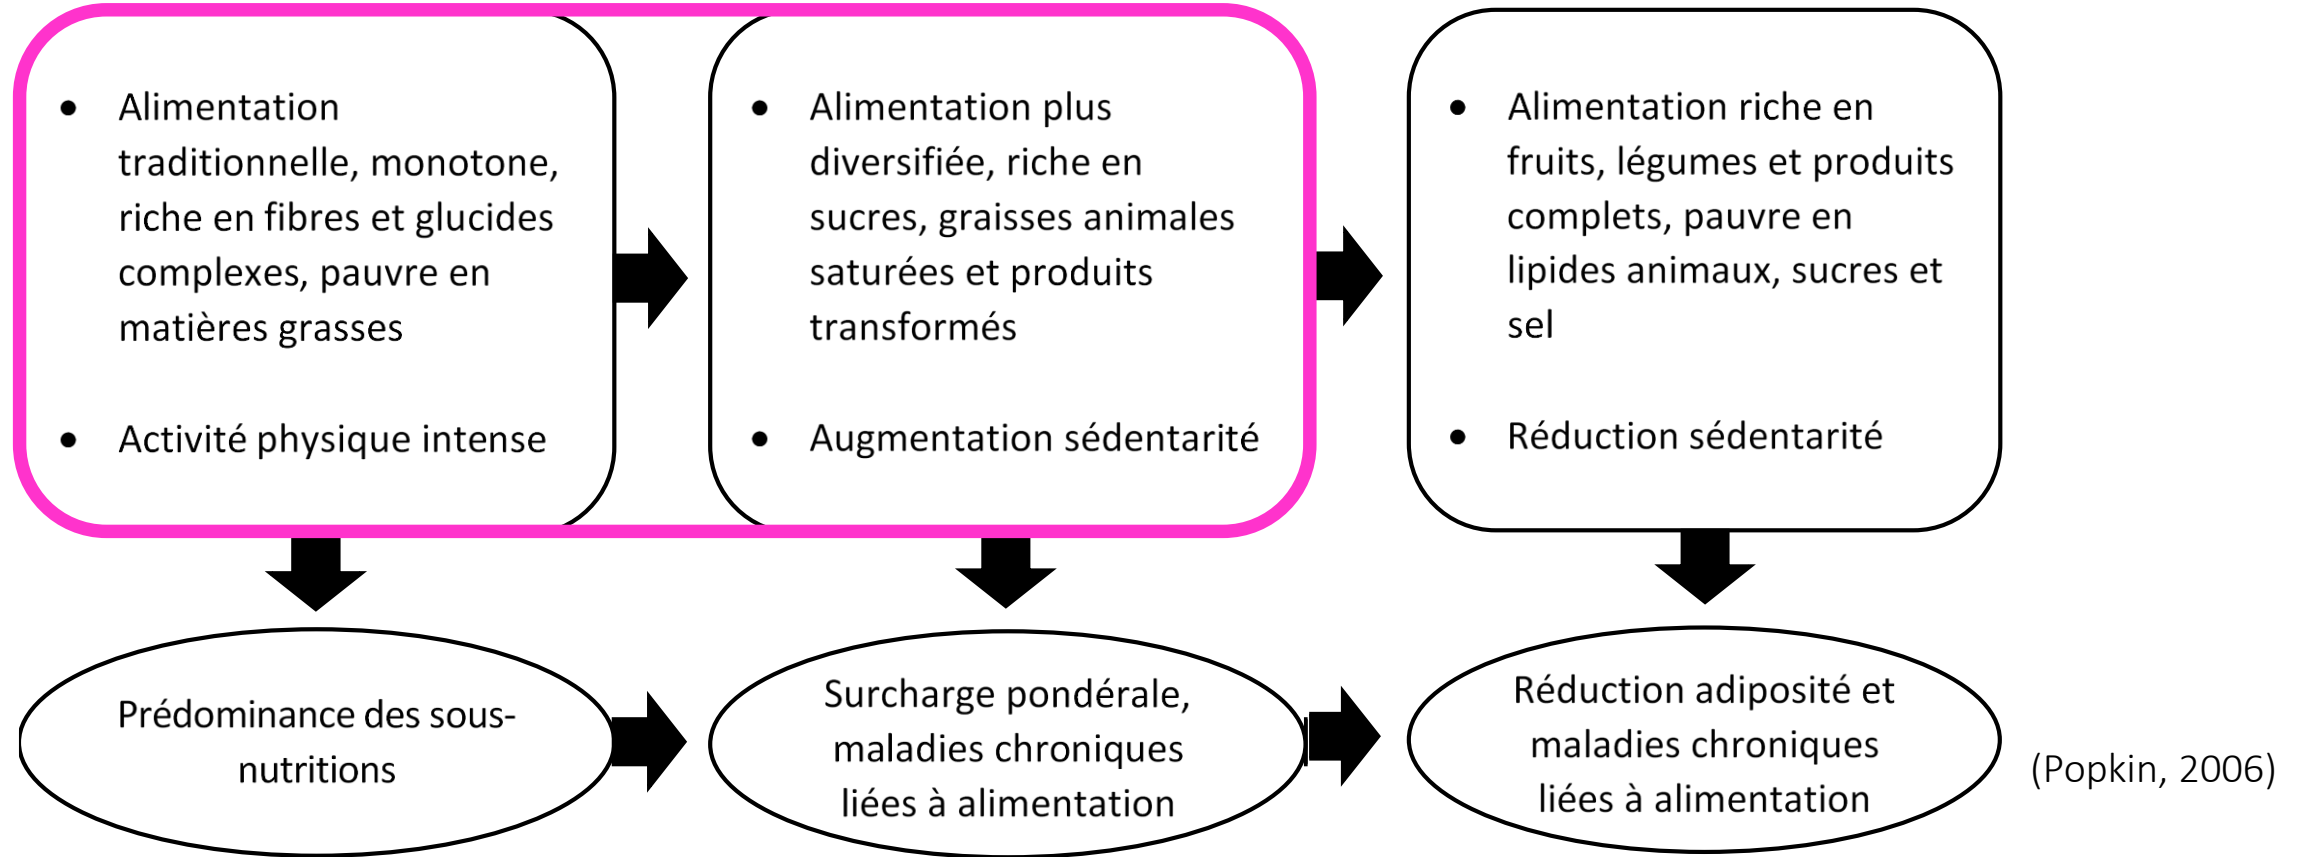 • Alimentation
traditionnelle, monotone,
riche en fibres et glucides
complexes, pauvre en
matières grasses
• Activité physique intense
• Alimentation plus
diversifiée, riche en
sucres, graisses animales
saturées et produits
transformés
• Augmentation sédentarité
• Alimentation riche en
fruits, légumes et produits
complets, pauvre en
lipides animaux, sucres et
sel
• Réduction sédentarité
Prédominance des sous-
nutritions
Surcharge pondérale,
maladies chroniques
liées à alimentation
Réduction adiposité et
maladies chroniques
liées à alimentation
(Popkin, 2006)